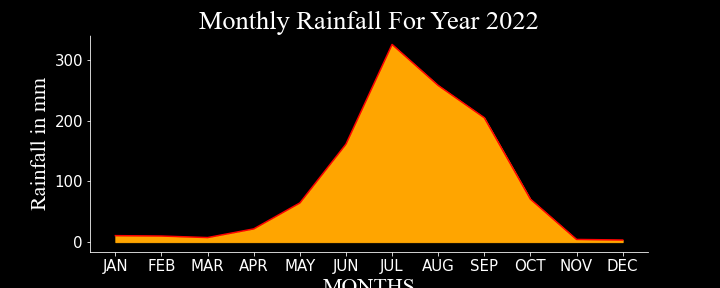 Monthly Rainfall For Year 2022
Rainfall in mm
300
200
100
0
JAN FEB MAR APR MAY JUN JUL AUG SEP OCT NOV DEC
MONTHS